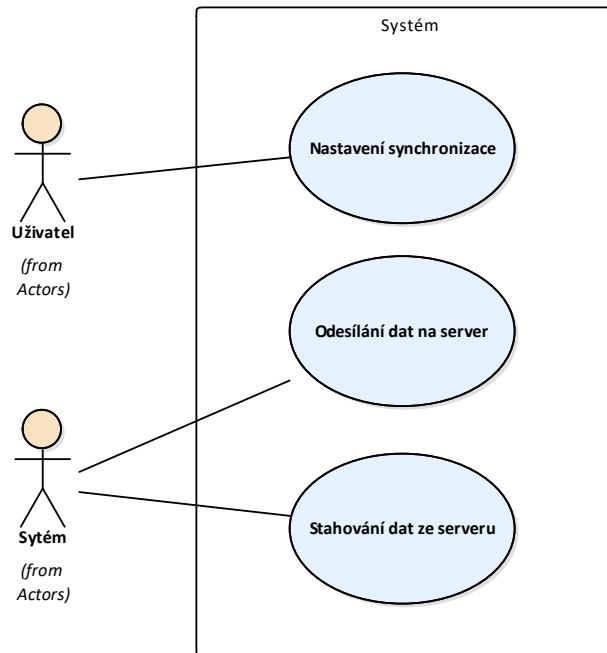 Systém
Nastavení synchronizace
Uživatel
(from
Actors)
Odesílání dat na server
Sytém
(from
Actors)
Stahování dat ze serveru